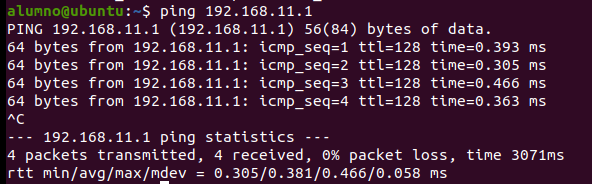 alumno@ubuntu:~$ ping 192.168.11.1
PING 192.168.11.1 (192.168.11.1) 56(84) bytes of data.
64 bytes from 192.168.11.1: icmp_seq=1 ttl=128 time=0.393 ms
64 bytes from 192.168.11.1: icmp_seq=2 ttl=128 time=0.305 ms
64 bytes from 192.168.11.1: icmp_seq=3 ttl=128 time=0.466 ms
64 bytes from 192.168.11.1: icmp_seq=4 ttl=128 time=0.363 ms
^C
--- 192.168.11.1 ping statistics ---
4 packets transmitted, 4 received, 0% packet loss, time 3071ms
rtt min/avg/max/mdev = 0.305/0.381/0.466/0.058 ms